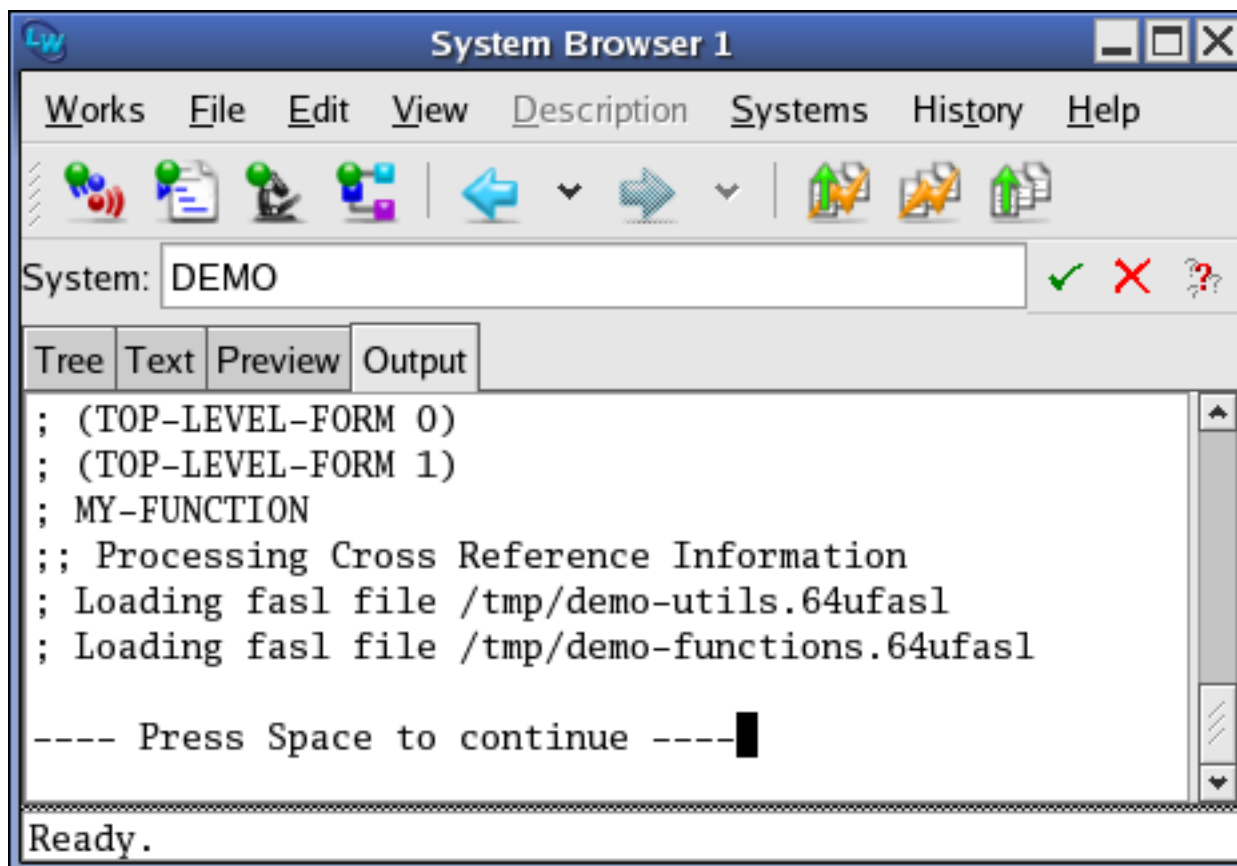 LW
System Browser 1
Works File Edit View Description Systems History Help
System: DEMO
Tree Text Preview Output
; (TOP-LEVEL-FORM 0)
; (TOP-LEVEL-FORM 1)
; MY-FUNCTION
;; Processing Cross Reference Information
; Loading fasl file /tmp/demo-utils.64ufasl
; Loading fasl file /tmp/demo-functions.64ufasl
---- Press Space to continue ----
Ready.